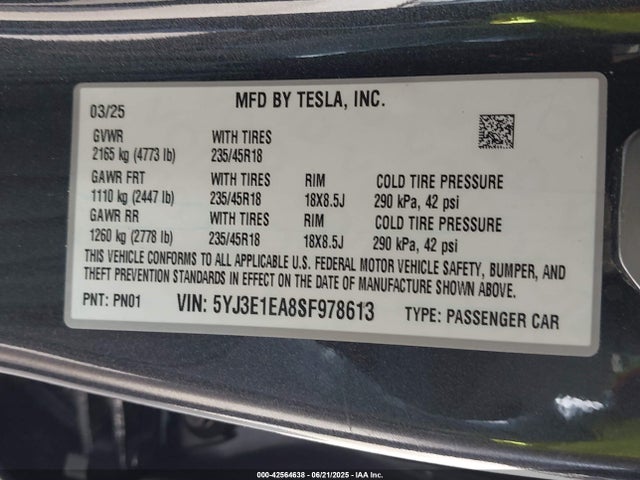 MFD BY TESLA, INC.
03/25
GVWR WITH TIRES
2165 kg (4773 lb) 235/45R18
GAWR FRT WITH TIRES RIM COLD TIRE PRESSURE
1110 kg (2447 lb) 235/45R18 18X8.5J 290 kPa, 42 psi
GAWR RR WITH TIRES RIM COLD TIRE PRESSURE
1260 kg (2778 lb) 235/45R18 18X8.5J 290 kPa, 42 psi
THIS VEHICLE CONFORMS TO ALL APPLICABLE U.S. FEDERAL MOTOR VEHICLE SAFETY, BUMPER, AND
THEFT PREVENTION STANDARDS IN EFFECT ON THE DATE OF MANUFACTURE SHOWN ABOVE.
PNT: PN01 VIN: 5YJ3E1EA8SF978613 TYPE: PASSENGER CAR
000-42564638 - 06/21/2025 - IAA Inc.